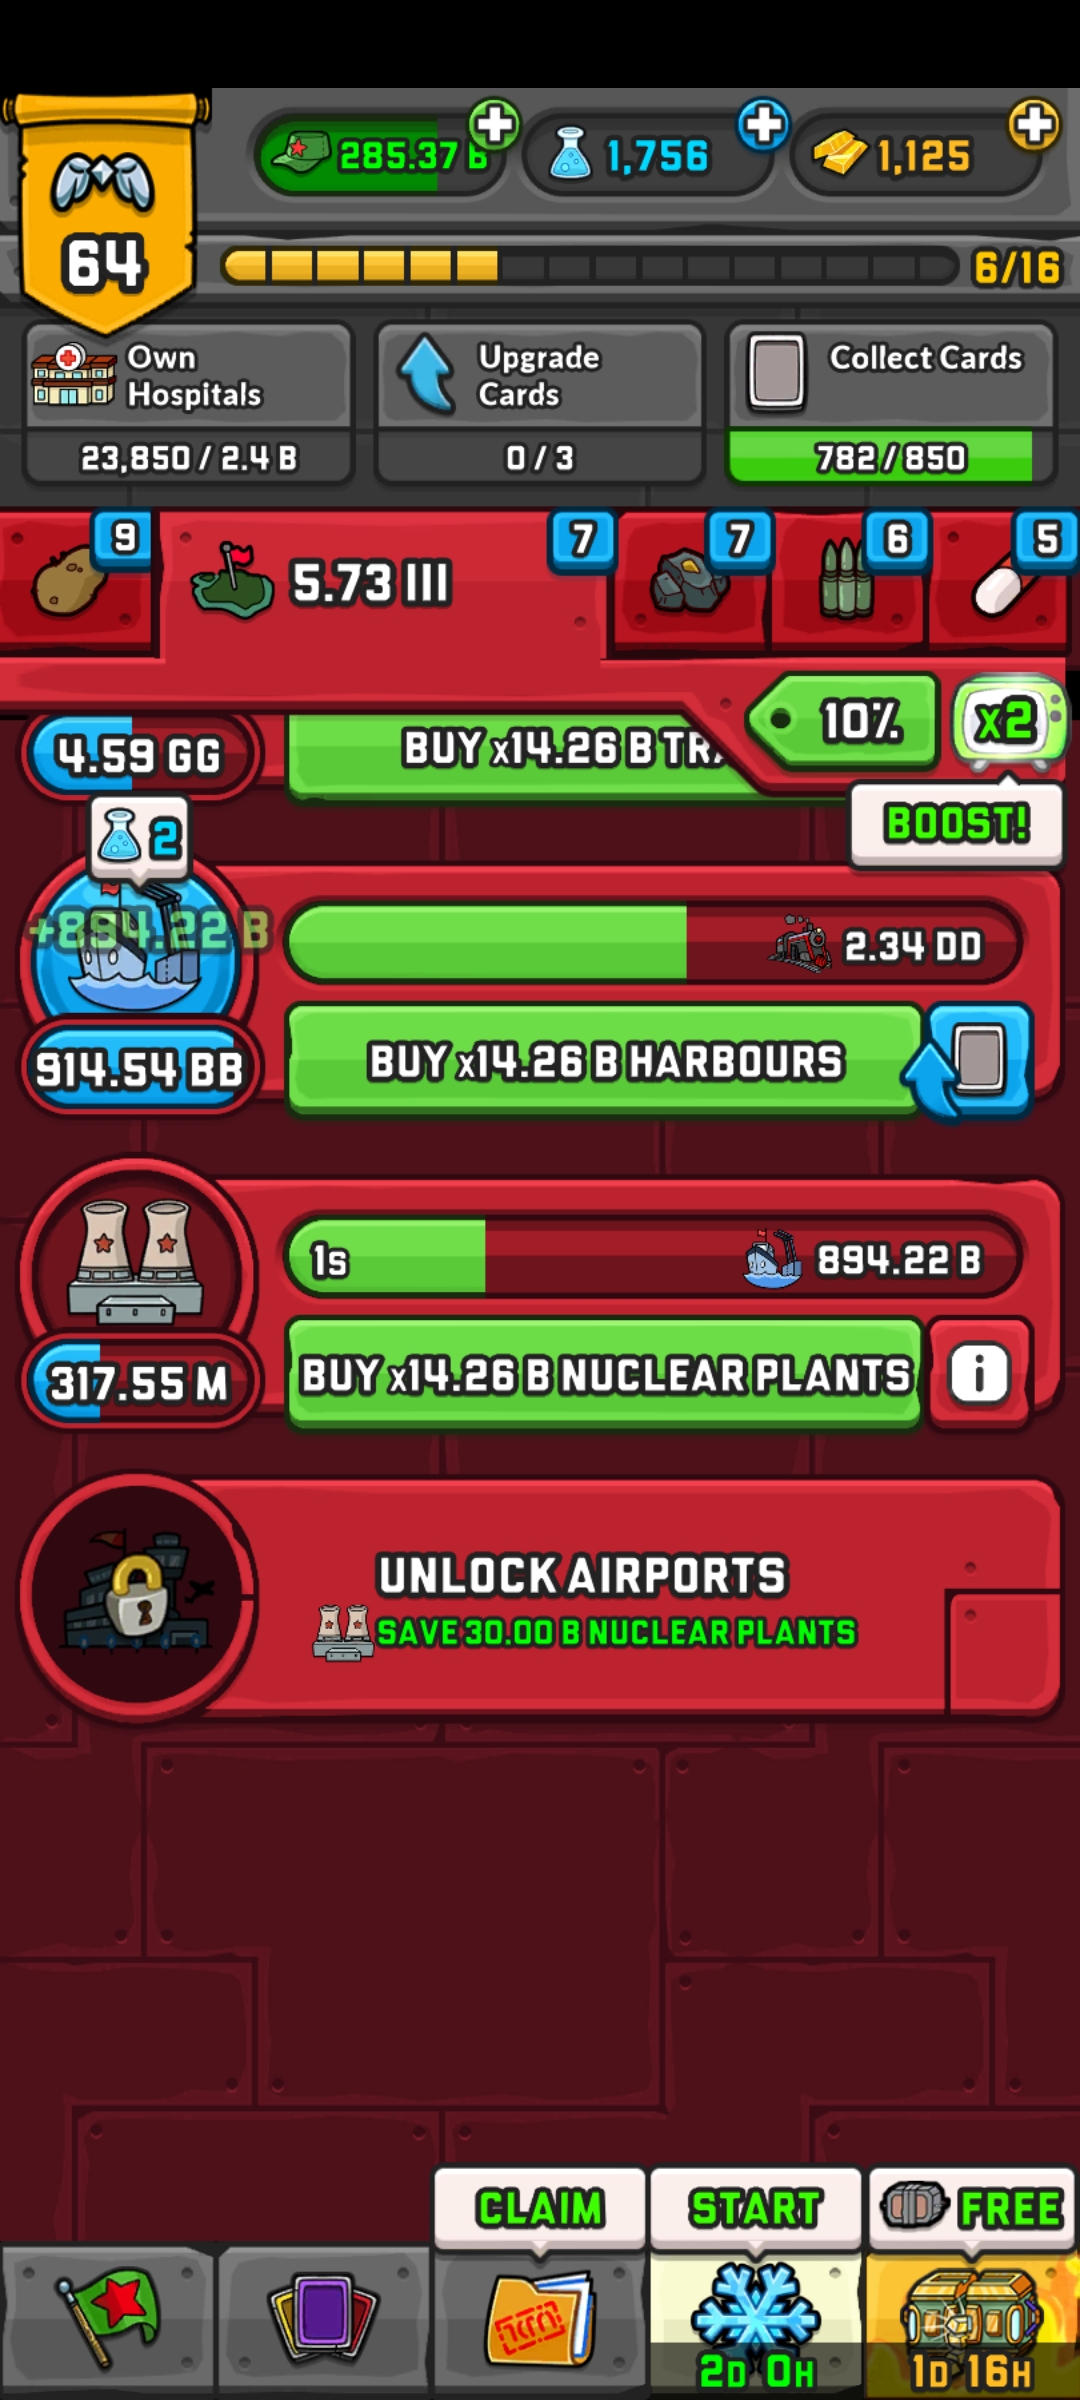 285.37 B
1,756
1,125
64
6/16
Own
Hospitals
23,850 / 2.4 B
Upgrade
Cards
0 / 3
Collect Cards
782 / 850
9
5.73 III
7
7
6
5
10%
x2
BOOST!
4.59 GG
BUY x14.26 B TRA
2
+894.22 B
2.34 DD
914.54 BB
BUY x14.26 B HARBOURS
1s
894.22 B
317.55 M
BUY x14.26 B NUCLEAR PLANTS
i
UNLOCK AIRPORTS
SAVE 30.00 B NUCLEAR PLANTS
CLAIM
START
FREE
2D 0H
1D 16H